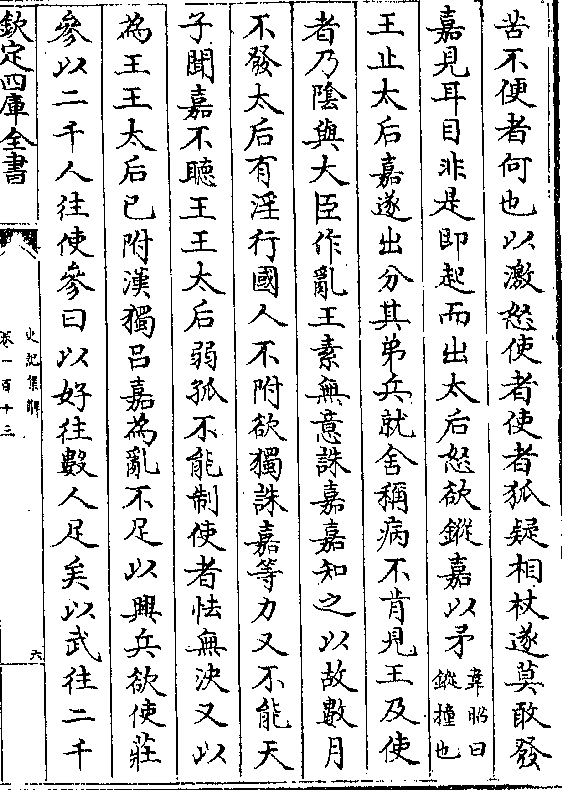 苦不便者何也以激怒使者使者狐疑相杖遂莫敢發
嘉見耳目非是即起而出太后怒欲鏦嘉以矛韋昭曰
鏦撞也
王止太后嘉遂出分其弟兵就舍稱病不肯見王及使
者乃陰與大臣作亂王素無意誅嘉嘉知之以故數月
不發太后有淫行國人不附欲獨誅嘉等力又不能天
子聞嘉不聽王王太后弱孤不能制使者怯無決又以
為王王太后已附漢獨呂嘉為亂不足以興兵欲使莊
參以二千人往使參曰以好往數人足矣以武往二千
欽定四庫全書
史記集解
卷一百十三
六